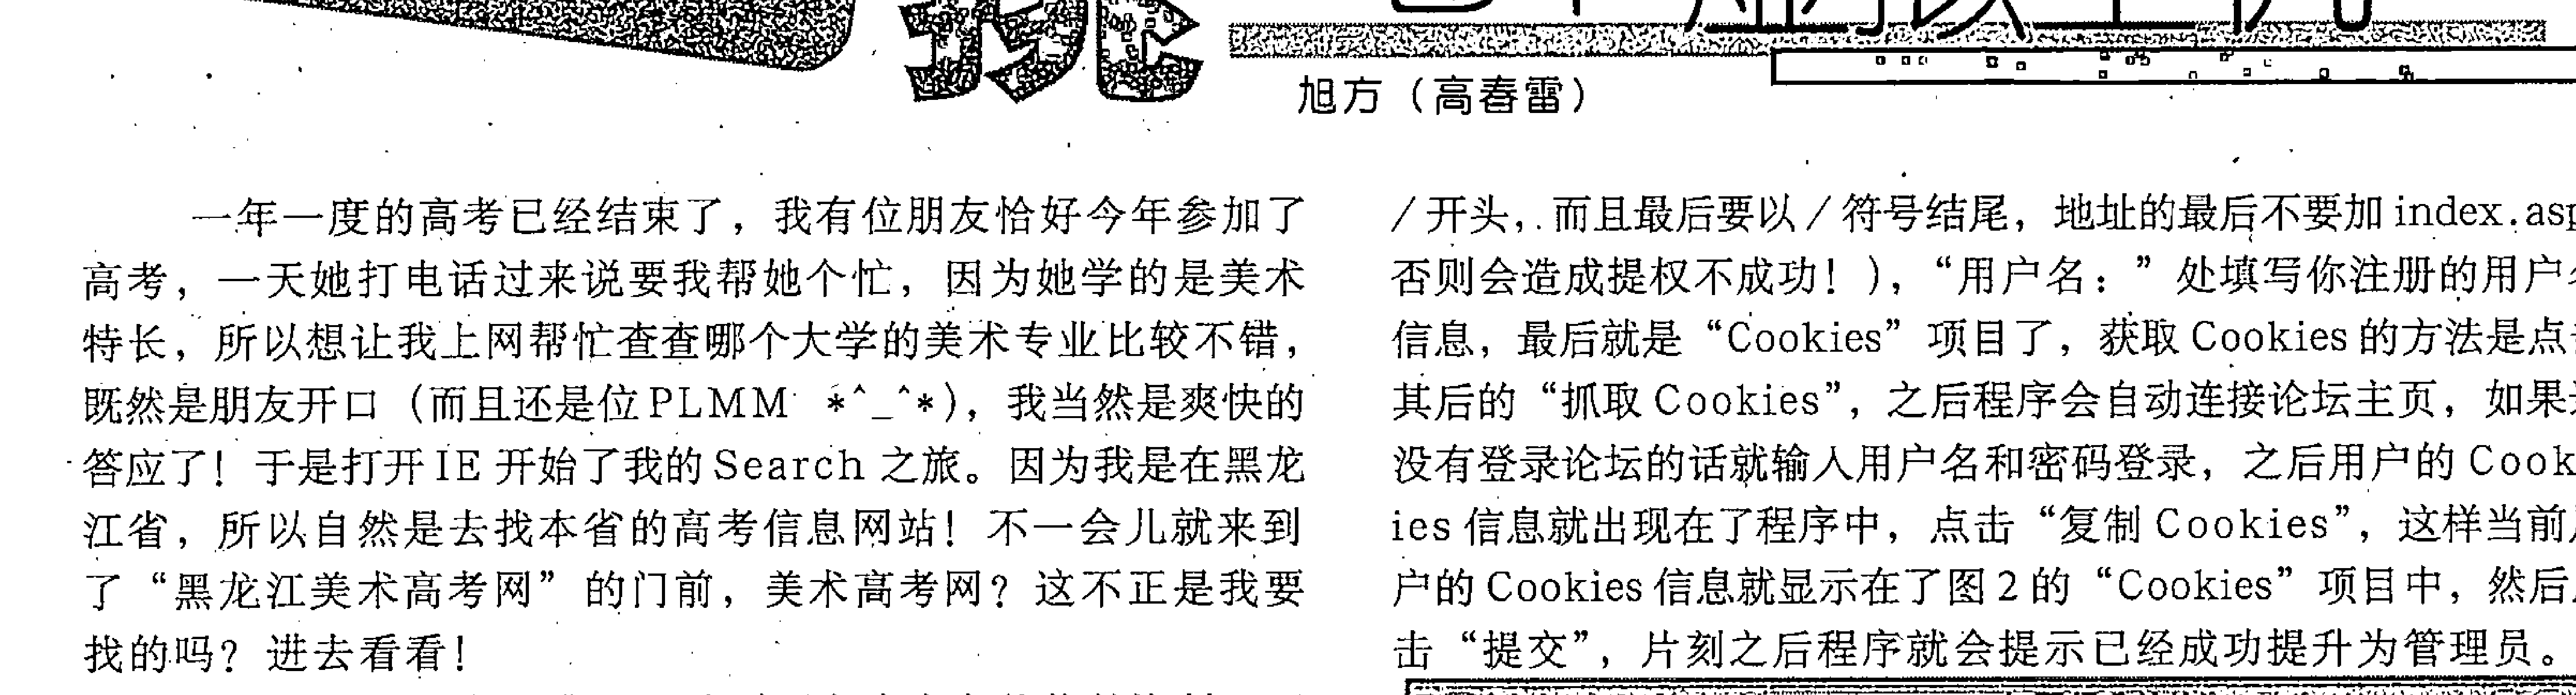 旭方（高春雷）
一年一度的高考已经结束了，我有位朋友恰好今年参加了
高考，一天她打电话过来说要我帮她个忙，因为她学的是美术
特长，所以想让我上网帮忙查查哪个大学的美术专业比较不错，
既然是朋友开口（而且还是位PLMM *^_^*），我当然是爽快的
答应了！于是打开IE 开始了我的Search 之旅。因为我是在黑龙
江省，所以自然是去找本省的高考信息网站！不一会儿就来到
了“黑龙江美术高考网”的门前，美术高考网？这不正是我要
找的吗？进去看看！
/开头，而且最后要以/符号结尾，地址的最后不要加index.asp
否则会造成提权不成功！），“用户名：”处填写你注册的用户
信息，最后就是“Cookies”项目了，获取Cookies的方法是点
其后的“抓取Cookies”，之后程序会自动连接论坛主页，如果
没有登录论坛的话就输入用户名和密码登录，之后用户的Cook
ies信息就出现在了程序中，点击“复制Cookies”，这样当前
户的Cookies信息就显示在了图2的“Cookies”项目中，然后
击“提交”，片刻之后程序就会提示已经成功提升为管理员。